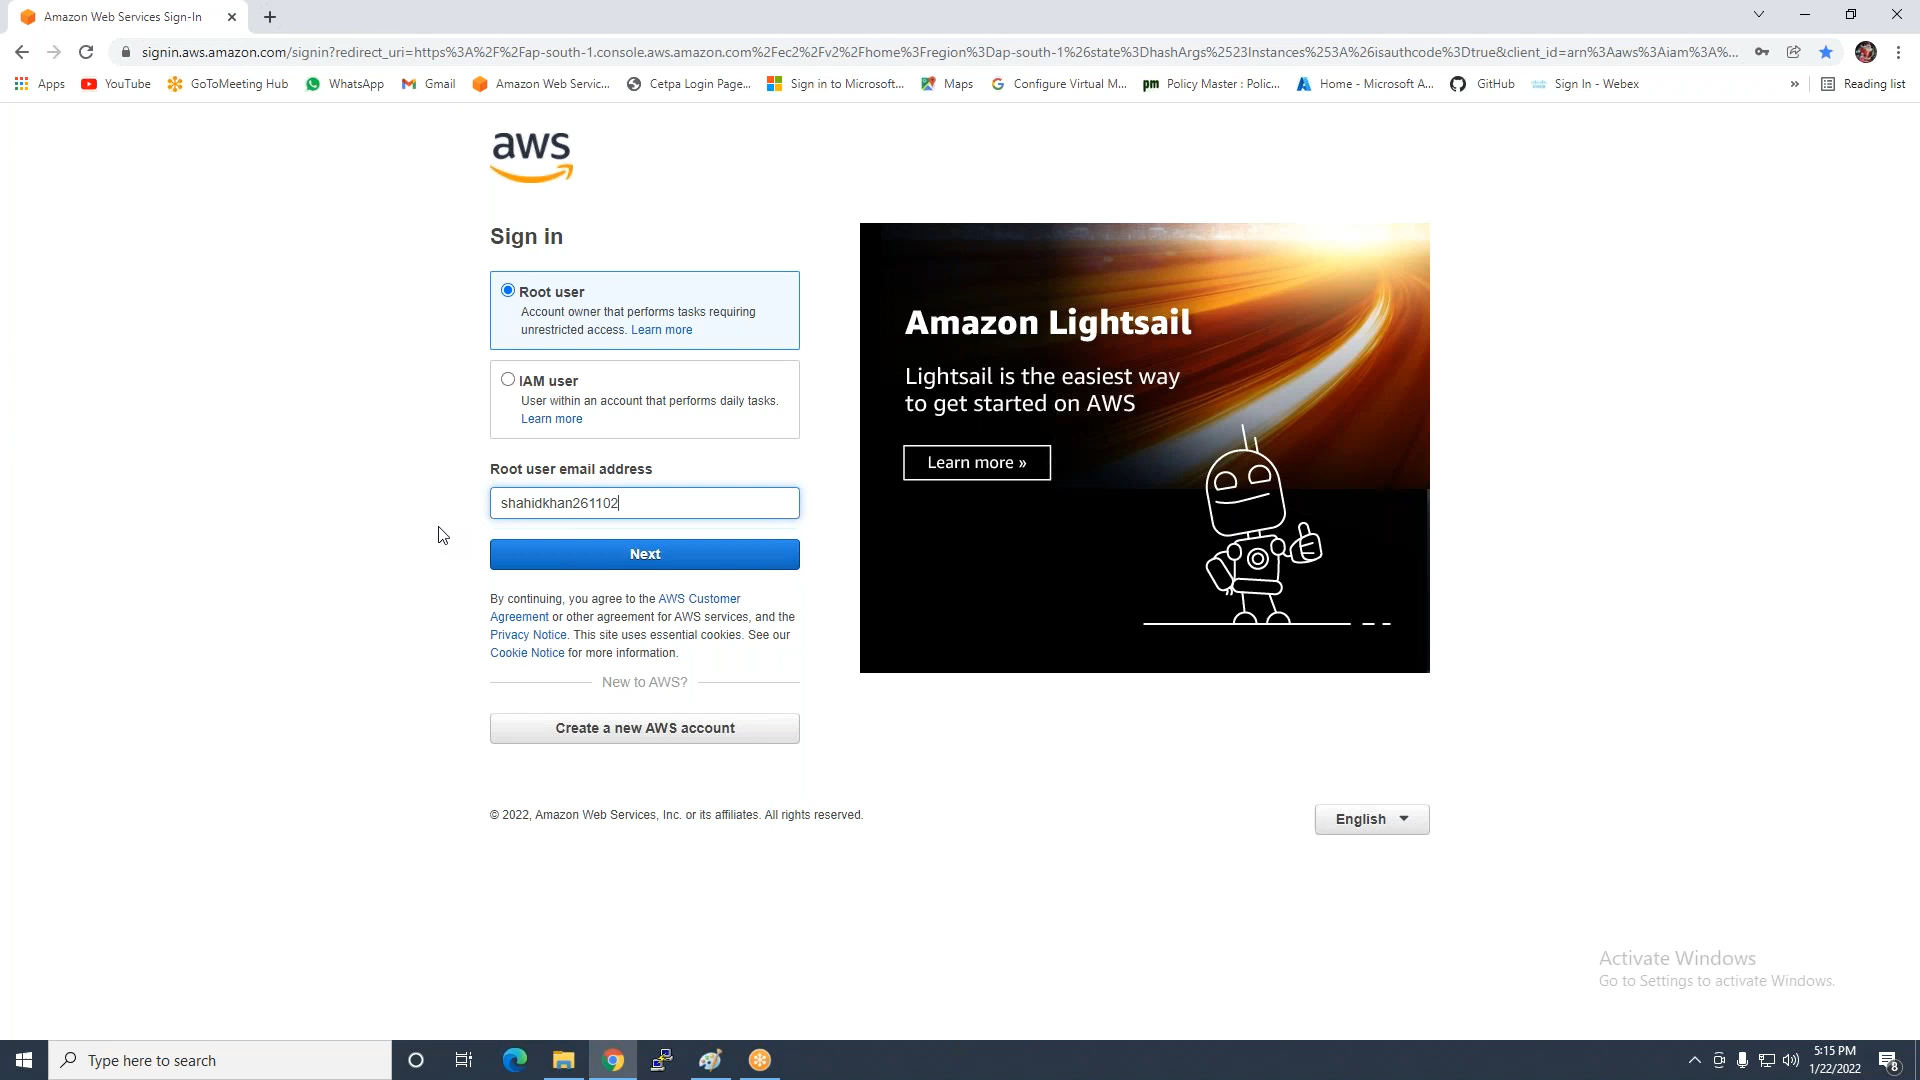 Amazon Web Services Sign-In
signin.aws.amazon.com/signin?redirect_uri=https%3A%2F%2Fap-south-1.console.aws.amazon.com%2Fec2%2Fv2%2Fhome%3Fregion%3Dap-south-1%26state%3DhashArgs%2523Instances%253A%26isauthcode%3Dtrue&client_id=arn%3Aaws%3Aiam%3A%...
Apps YouTube GoToMeeting Hub WhatsApp Gmail Amazon Web Servic... Cetpa Login Page... Sign in to Microsoft... Maps Configure Virtual M... pm Policy Master : Polic... Home - Microsoft A... GitHub Sign In - Webex » Reading list
aws
Sign in
Root user
Account owner that performs tasks requiring
unrestricted access. Learn more
IAM user
User within an account that performs daily tasks.
Learn more
Root user email address
shahidkhan261102
Next
By continuing, you agree to the AWS Customer
Agreement or other agreement for AWS services, and the
Privacy Notice. This site uses essential cookies. See our
Cookie Notice for more information.
New to AWS?
Create a new AWS account
Amazon Lightsail
Lightsail is the easiest way
to get started on AWS
Learn more »
© 2022, Amazon Web Services, Inc. or its affiliates. All rights reserved.
English
Activate Windows
Go to Settings to activate Windows.
Type here to search
5:15 PM
1/22/2022
8